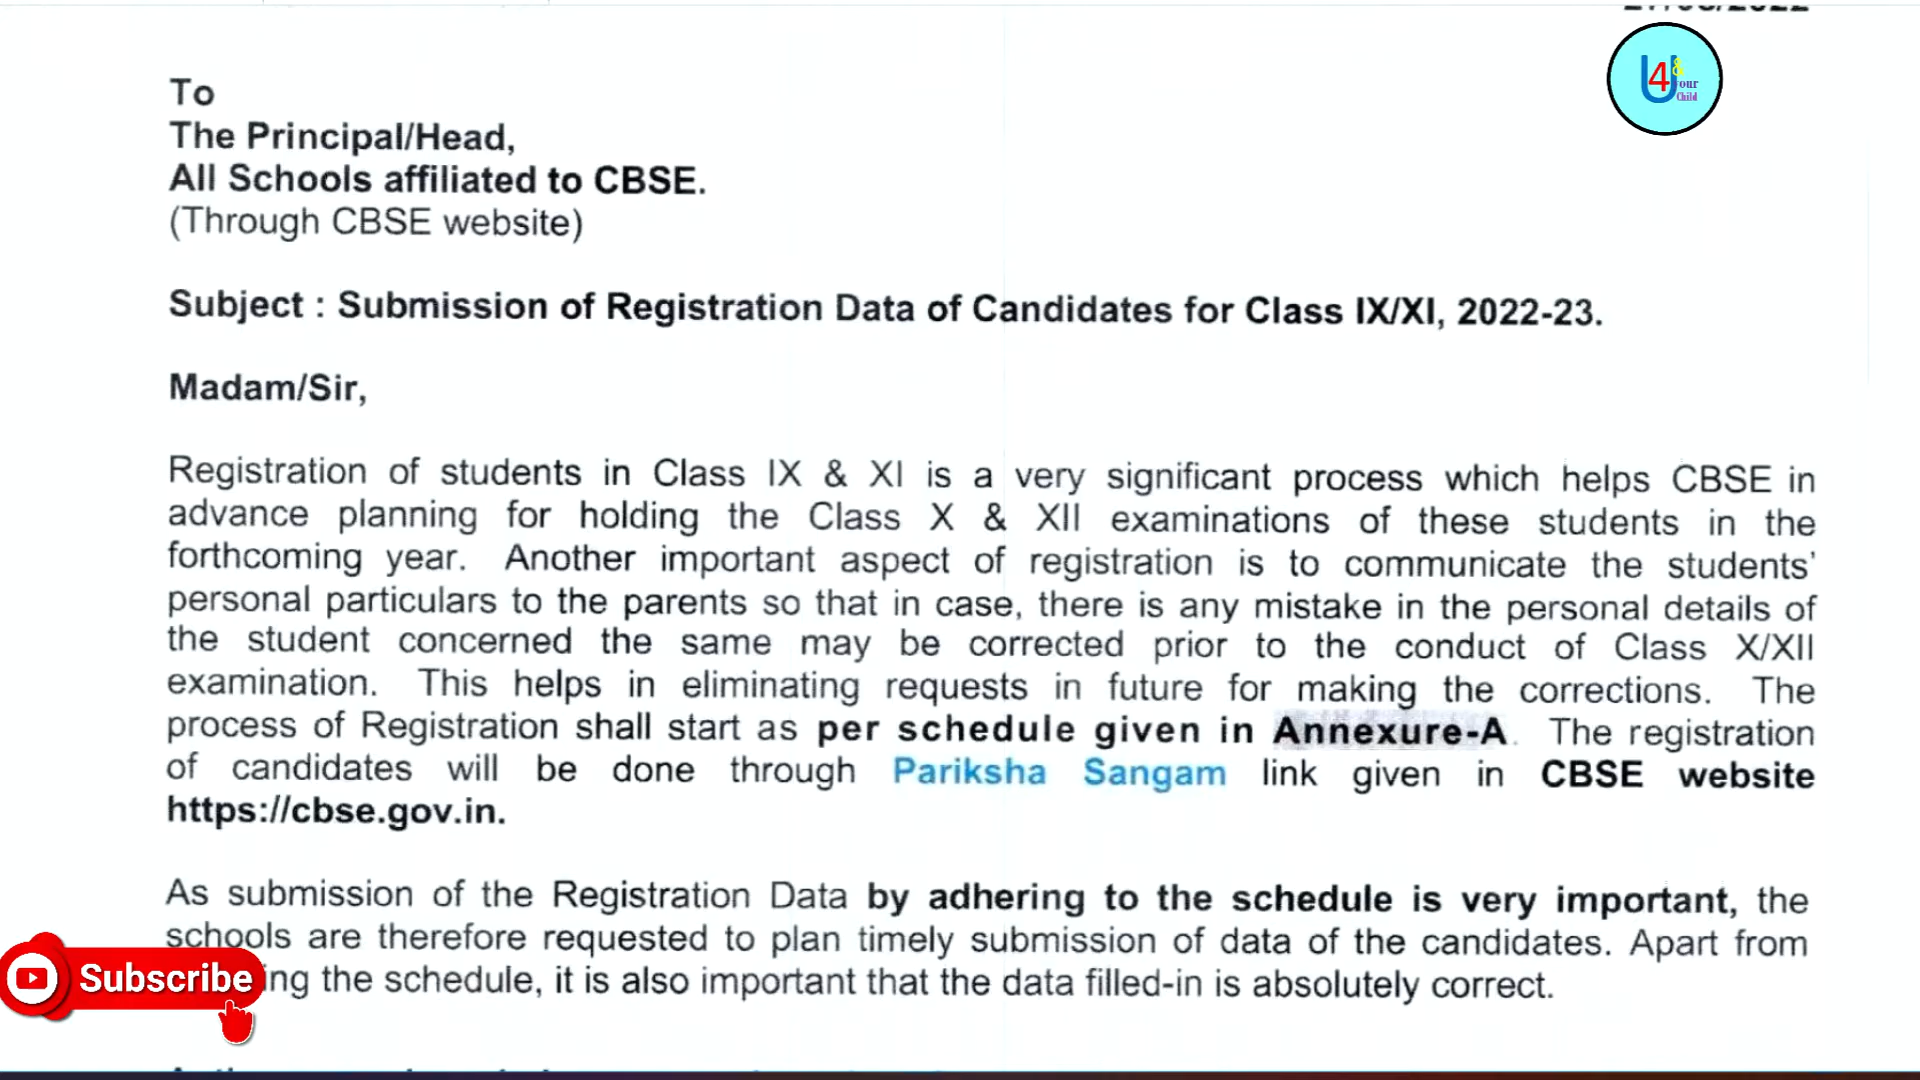 To
The Principal/Head,
All Schools affiliated to CBSE.
(Through CBSE website)
U 4 & Your Child
Subject : Submission of Registration Data of Candidates for Class IX/XI, 2022-23.
Madam/Sir,
Registration of students in Class IX & XI is a very significant process which helps CBSE in
advance planning for holding the Class X & XII examinations of these students in the
forthcoming year. Another important aspect of registration is to communicate the students'
personal particulars to the parents so that in case, there is any mistake in the personal details of
the student concerned the same may be corrected prior to the conduct of Class X/XII
examination. This helps in eliminating requests in future for making the corrections. The
process of Registration shall start as per schedule given in Annexure-A. The registration
of candidates will be done through Pariksha Sangam link given in CBSE website
https://cbse.gov.in.
As submission of the Registration Data by adhering to the schedule is very important, the
schools are therefore requested to plan timely submission of data of the candidates. Apart from
ing the schedule, it is also important that the data filled-in is absolutely correct.
Subscribe